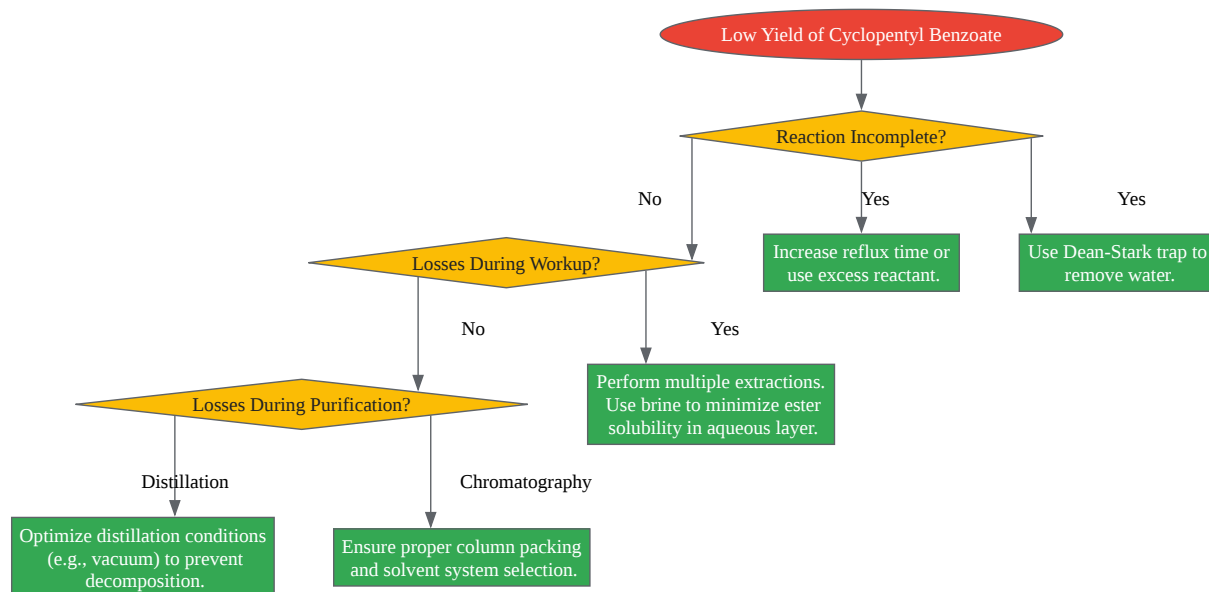 Low Yield of Cyclopentyl Benzoate
Reaction Incomplete?
No
Yes
Yes
Increase reflux time or
use excess reactant.
Use Dean-Stark trap to
remove water.
Losses During Workup?
No
Yes
Perform multiple extractions.
Use brine to minimize ester
solubility in aqueous layer.
Losses During Purification?
Distillation
Chromatography
Optimize distillation conditions
(e.g., vacuum) to prevent
decomposition.
Ensure proper column packing
and solvent system selection.